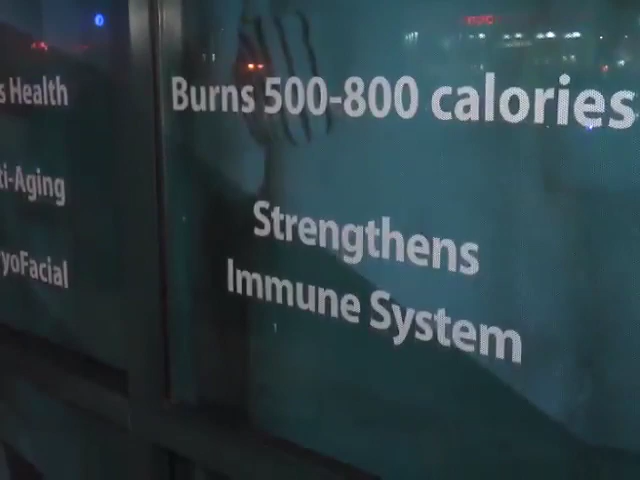 s Health
ti-Aging
yoFacial
Burns 500-800 calories
Strengthens
Immune System